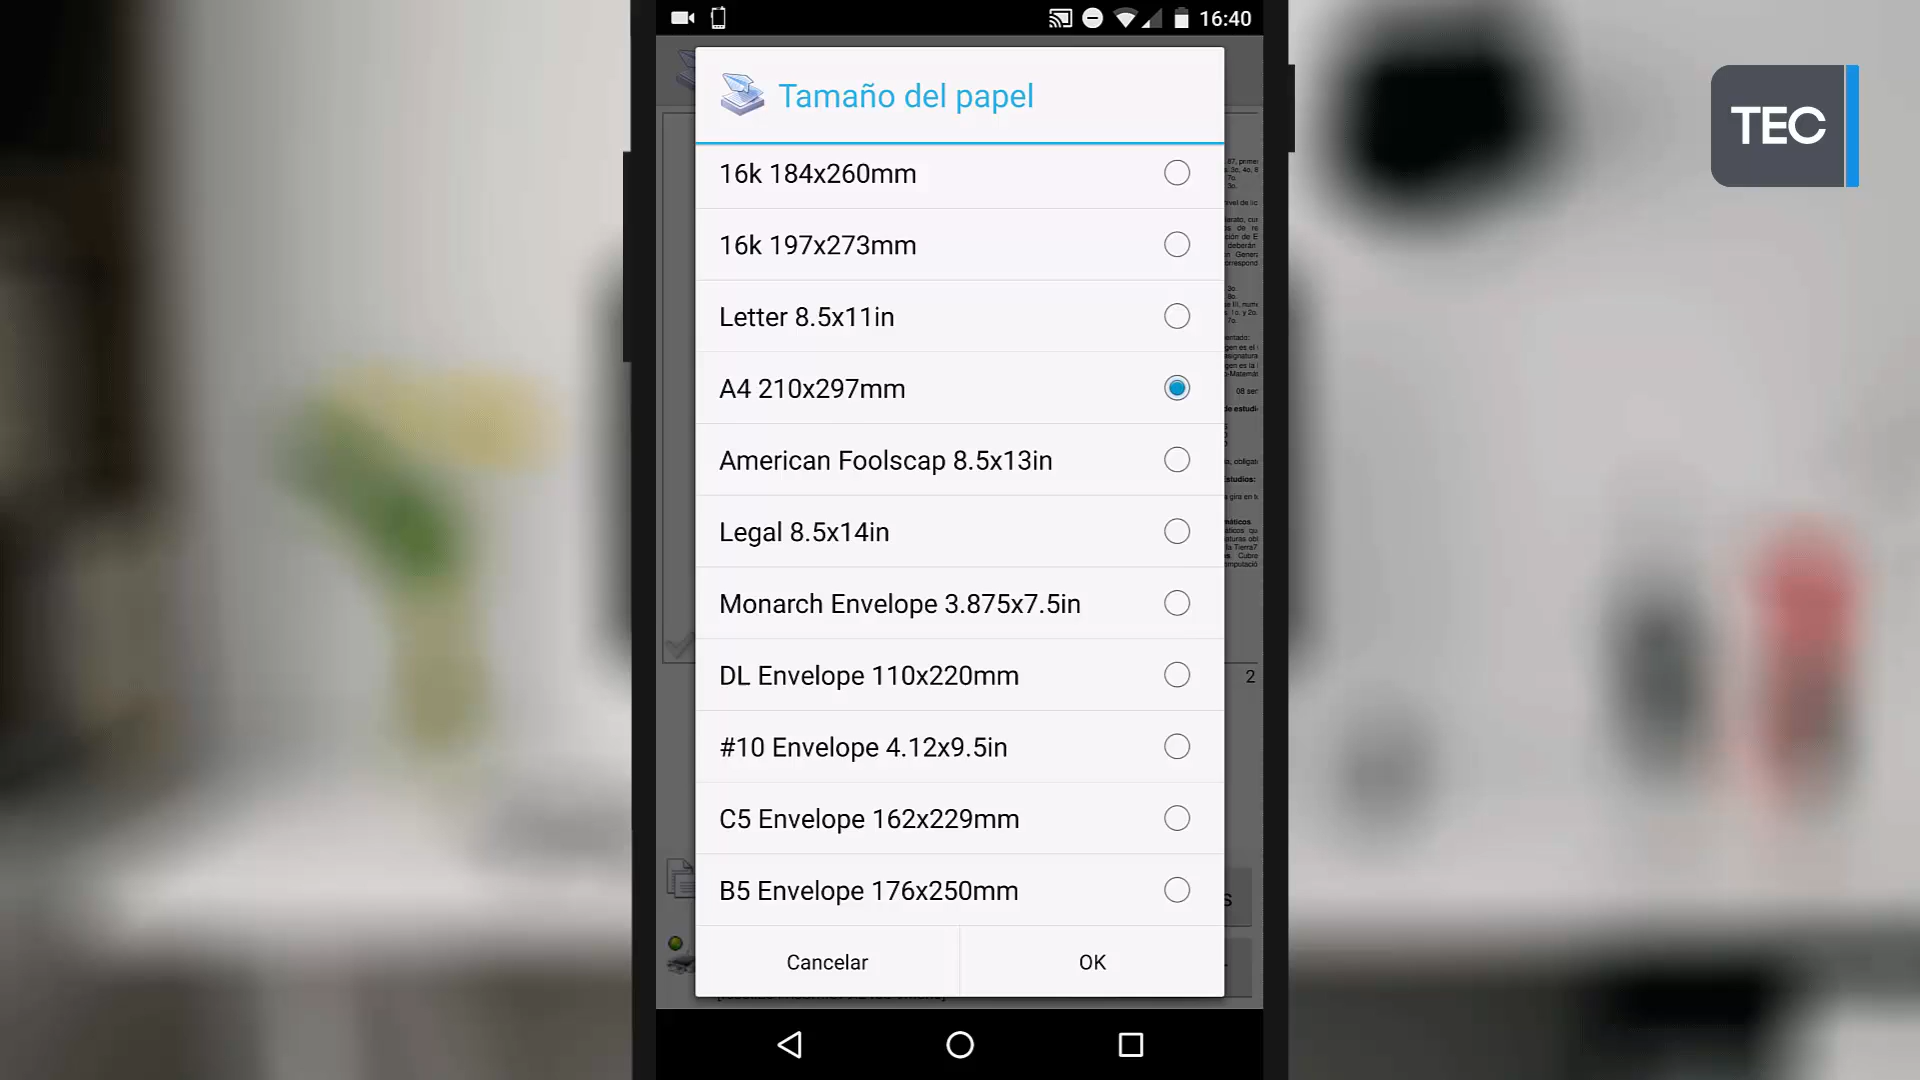 16:40
TEC
Tamaño del papel
16k 184x260mm
16k 197x273mm
Letter 8.5x11in
A4 210x297mm
American Foolscap 8.5x13in
Legal 8.5x14in
Monarch Envelope 3.875x7.5in
DL Envelope 110x220mm
2
#10 Envelope 4.12x9.5in
C5 Envelope 162x229mm
B5 Envelope 176x250mm
Cancelar
OK